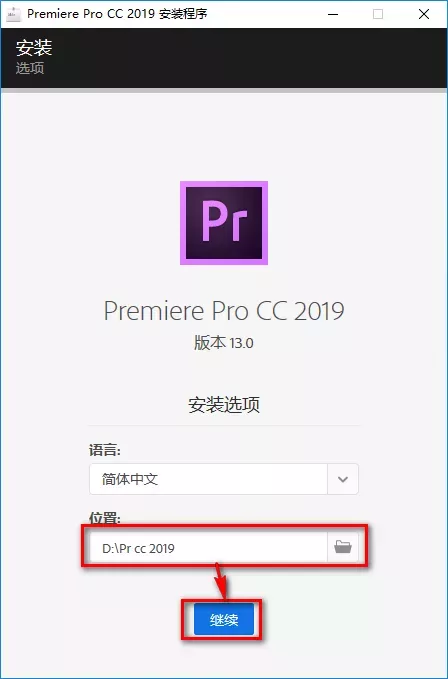 Premiere Pro CC 2019 安装程序
安装
选项
Pr
Premiere Pro CC 2019
版本 13.0
安装选项
语言:
简体中文
位置:
D:\Pr cc 2019
继续